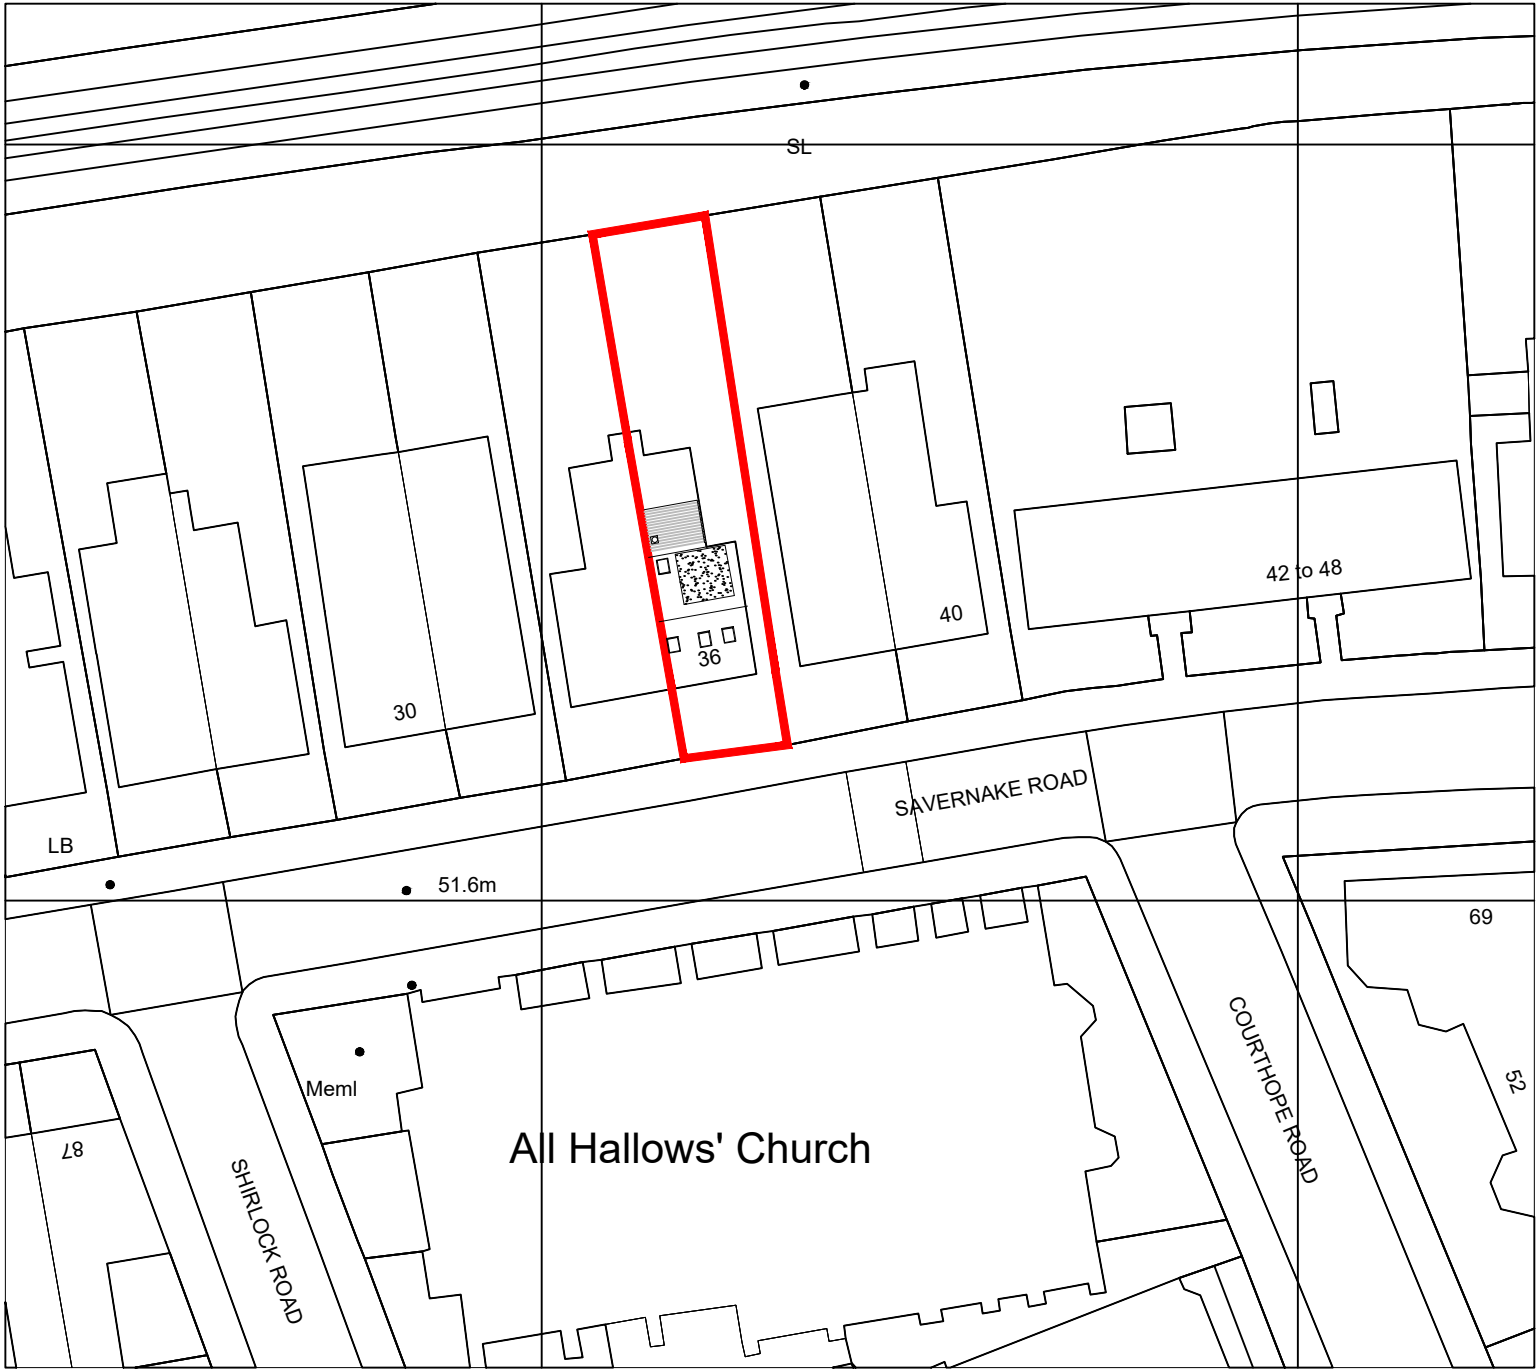 SL
42 to 48
40
36
30
SAVERNAKE ROAD
LB
51.6m
69
COURTHOPE ROAD
52
Meml
All Hallows' Church
87
SHIRLOCK ROAD